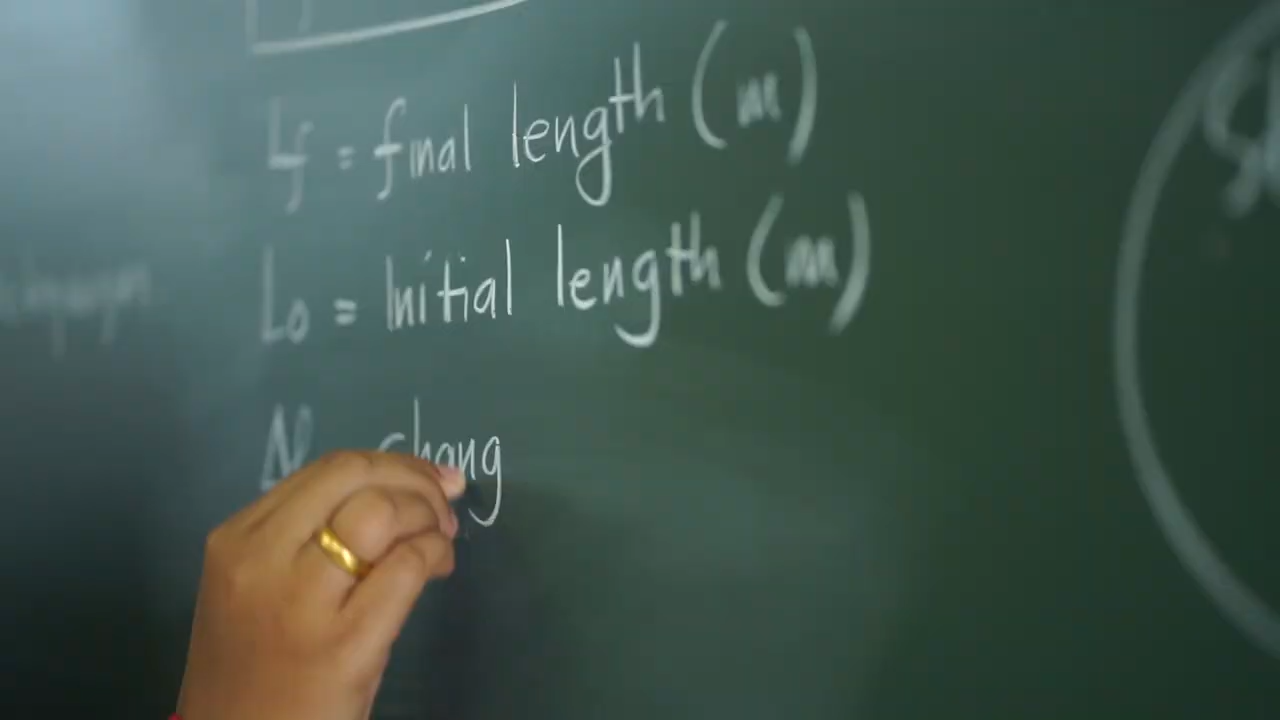 Lf = final length (m)
Lo = Initial length (m)
Chang